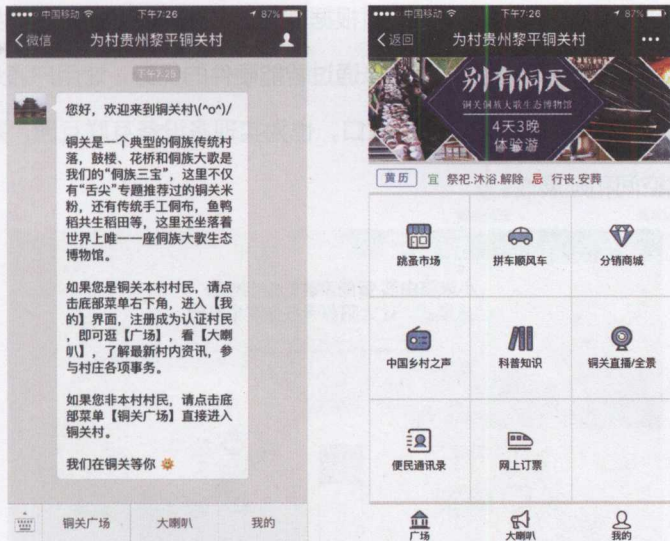 中国移动 下午7:26 87%
微信 为村贵州黎平铜关村
下午7:25
您好，欢迎来到铜关村\(^o^)/
铜关是一个典型的侗族传统村
落，鼓楼、花桥和侗族大歌是
我们的“侗族三宝”，这里不仅
有“舌尖”专题推荐过的铜关米
粉，还有传统手工侗布，鱼鸭
稻共生稻田等，这里还坐落着
世界上唯一一座侗族大歌生态
博物馆。
如果您是铜关本村村民，请点
击底部菜单右下角，进入【我
的】界面，注册成为认证村民
，即可逛【广场】，看【大喇
叭】，了解最新村内资讯，参
与村庄各项事务。
如果您非本村村民，请点击底
部菜单【铜关广场】直接进入
铜关村。
我们在铜关等你
铜关广场 大喇叭 我的
中国移动 下午7:26 87%
返回 为村贵州黎平铜关村
别有侗天
铜关侗族大歌生态博物馆
4天3晚
体验游
黄历 宜 祭祀.沐浴.解除 忌 行丧.安葬
跳蚤市场 拼车顺风车 分销商城
中国乡村之声 科普知识 铜关直播/全景
便民通讯录 网上订票
广场 大喇叭 我的